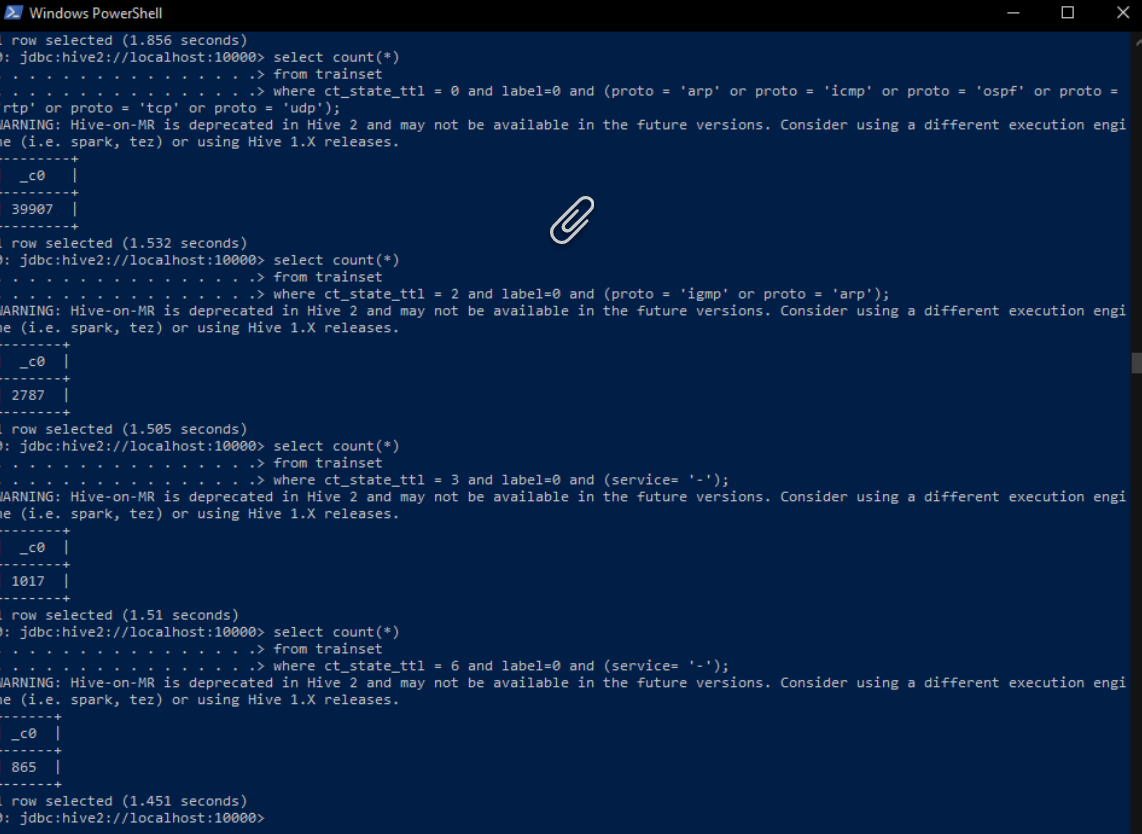 Windows PowerShell
1 row selected (1.856 seconds)
0: jdbc:hive2://localhost:10000> select count(*)
. . . . . . . . . . . . . . . .> from trainset
. . . . . . . . . . . . . . . .> where ct_state_ttl = 0 and label=0 and (proto = 'arp' or proto = 'icmp' or proto = 'ospf' or proto =
'rtp' or proto = 'tcp' or proto = 'udp');
WARNING: Hive-on-MR is deprecated in Hive 2 and may not be available in the future versions. Consider using a different execution engi
ne (i.e. spark, tez) or using Hive 1.X releases.
---------+
_c0 |
---------+
39907 |
---------+
1 row selected (1.532 seconds)
0: jdbc:hive2://localhost:10000> select count(*)
. . . . . . . . . . . . . . . .> from trainset
. . . . . . . . . . . . . . . .> where ct_state_ttl = 2 and label=0 and (proto = 'igmp' or proto = 'arp');
WARNING: Hive-on-MR is deprecated in Hive 2 and may not be available in the future versions. Consider using a different execution engi
ne (i.e. spark, tez) or using Hive 1.X releases.
--------+
_c0 |
--------+
2787 |
--------+
1 row selected (1.505 seconds)
0: jdbc:hive2://localhost:10000> select count(*)
. . . . . . . . . . . . . . . .> from trainset
. . . . . . . . . . . . . . . .> where ct_state_ttl = 3 and label=0 and (service= '-');
WARNING: Hive-on-MR is deprecated in Hive 2 and may not be available in the future versions. Consider using a different execution engi
ne (i.e. spark, tez) or using Hive 1.X releases.
--------+
_c0 |
--------+
1017 |
--------+
1 row selected (1.51 seconds)
0: jdbc:hive2://localhost:10000> select count(*)
. . . . . . . . . . . . . . . .> from trainset
. . . . . . . . . . . . . . . .> where ct_state_ttl = 6 and label=0 and (service= '-');
WARNING: Hive-on-MR is deprecated in Hive 2 and may not be available in the future versions. Consider using a different execution engi
ne (i.e. spark, tez) or using Hive 1.X releases.
-------+
_c0 |
-------+
865 |
-------+
1 row selected (1.451 seconds)
0: jdbc:hive2://localhost:10000>